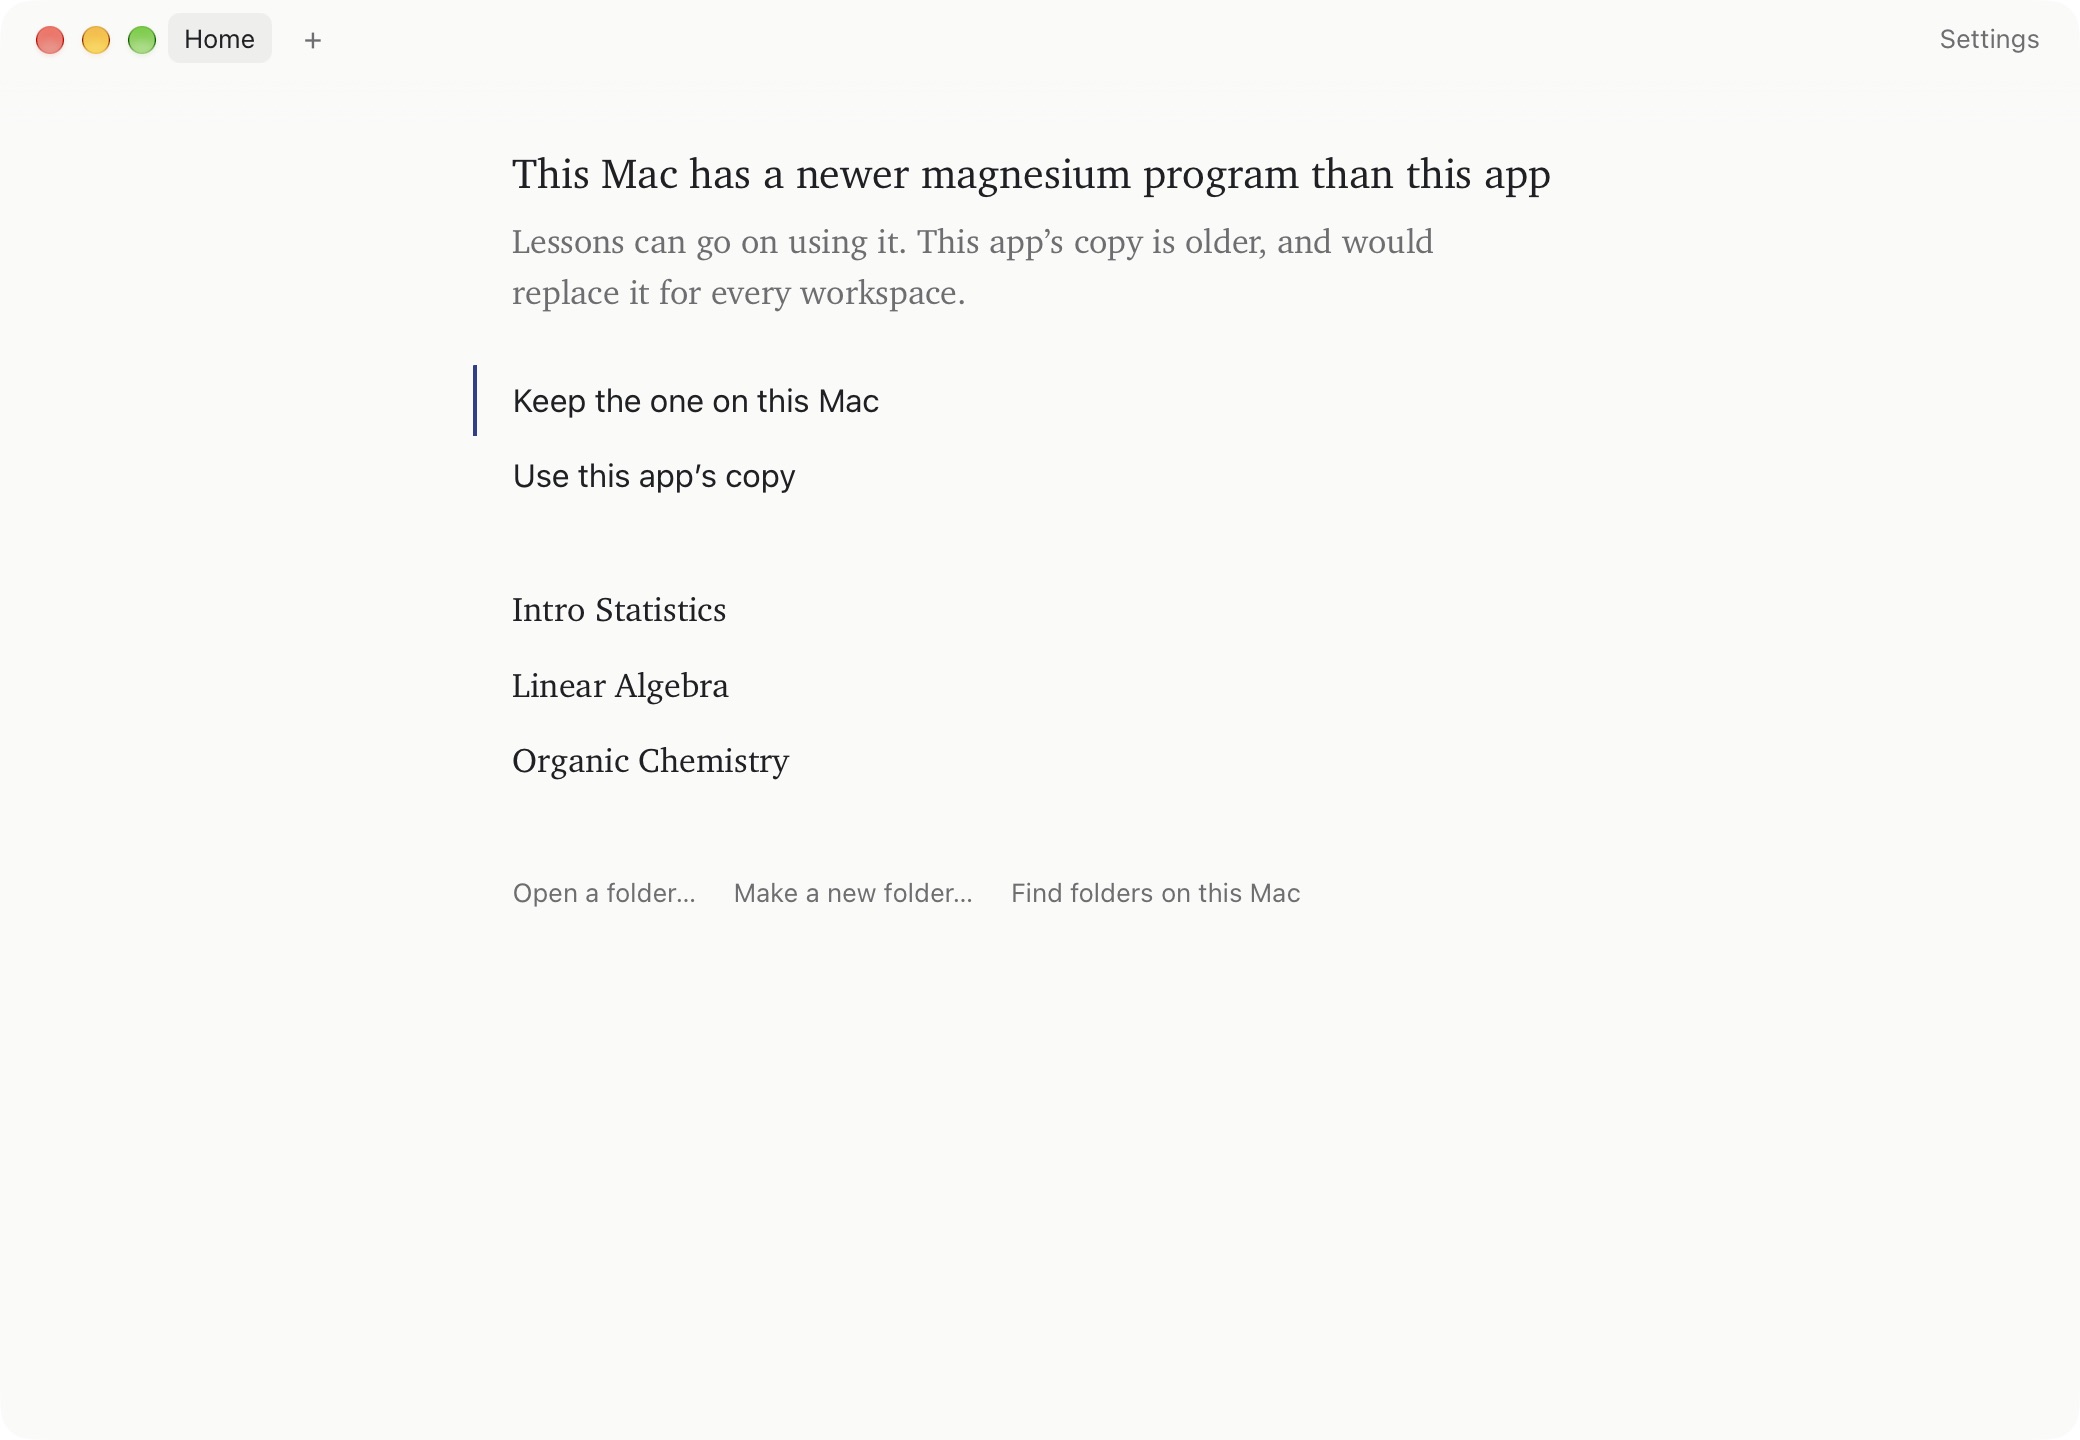 Home
+
Settings
This Mac has a newer magnesium program than this app
Lessons can go on using it. This app’s copy is older, and would
replace it for every workspace.
Keep the one on this Mac
Use this app’s copy
Intro Statistics
Linear Algebra
Organic Chemistry
Open a folder...
Make a new folder...
Find folders on this Mac